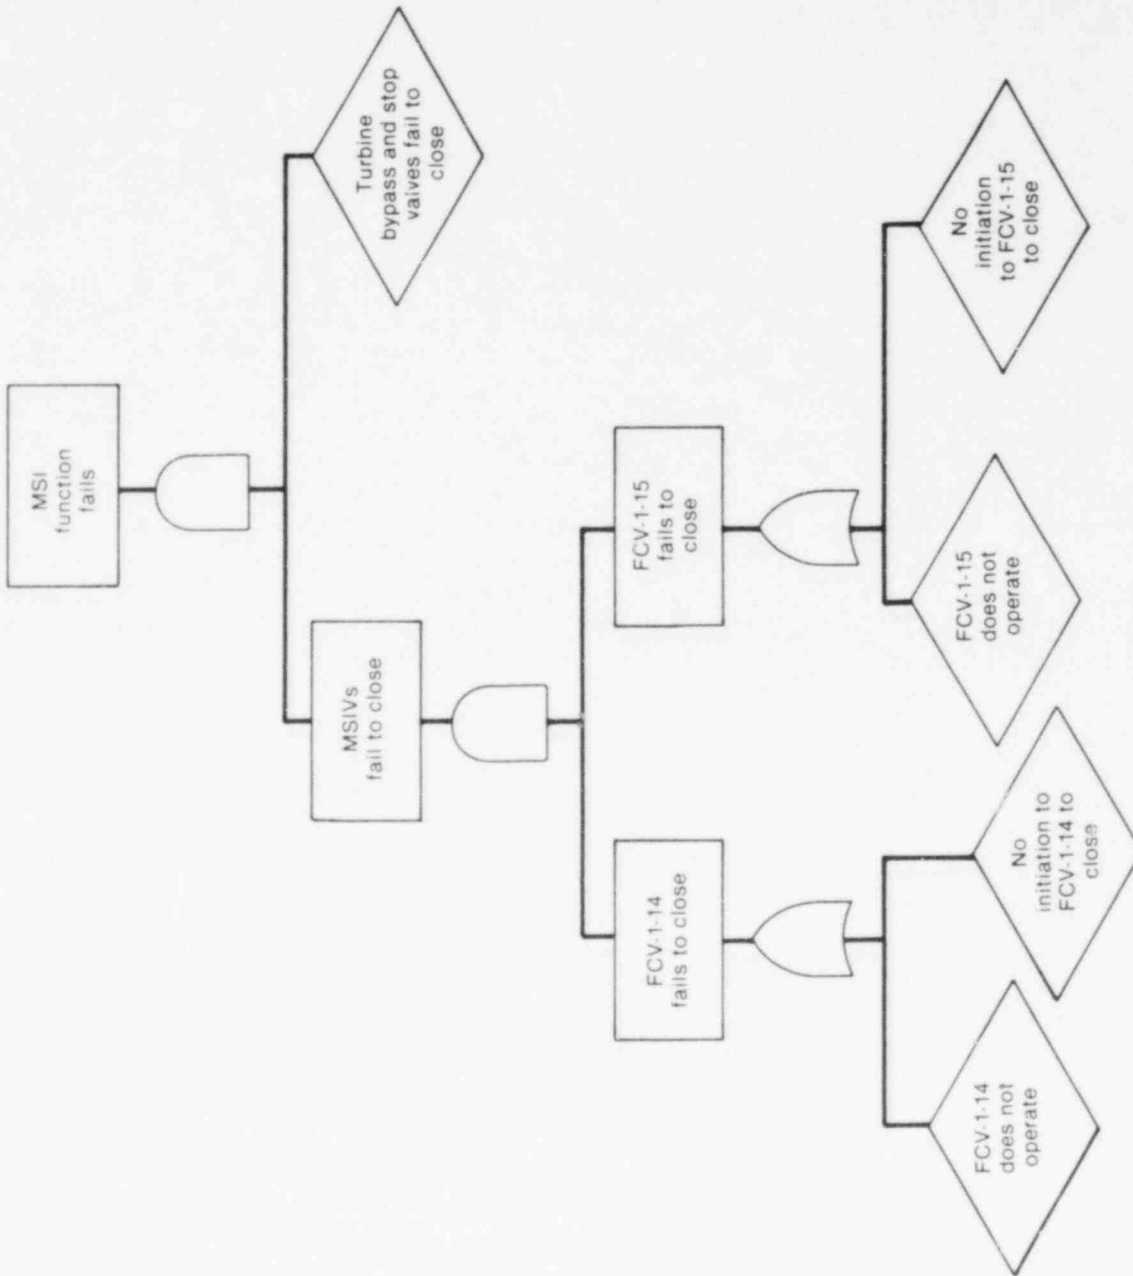 MSI
function
fails
Turbine
bypass and stop
valves fail to
close
MSIVs
fail to close
FCV-1-14
fails to close
FCV-1-15
fails to
close
FCV-1-14
does not
operate
No
initiation to
FCV-1-14 to
close
FCV-1-15
does not
operate
No
initiation
to FCV-1-15
to close